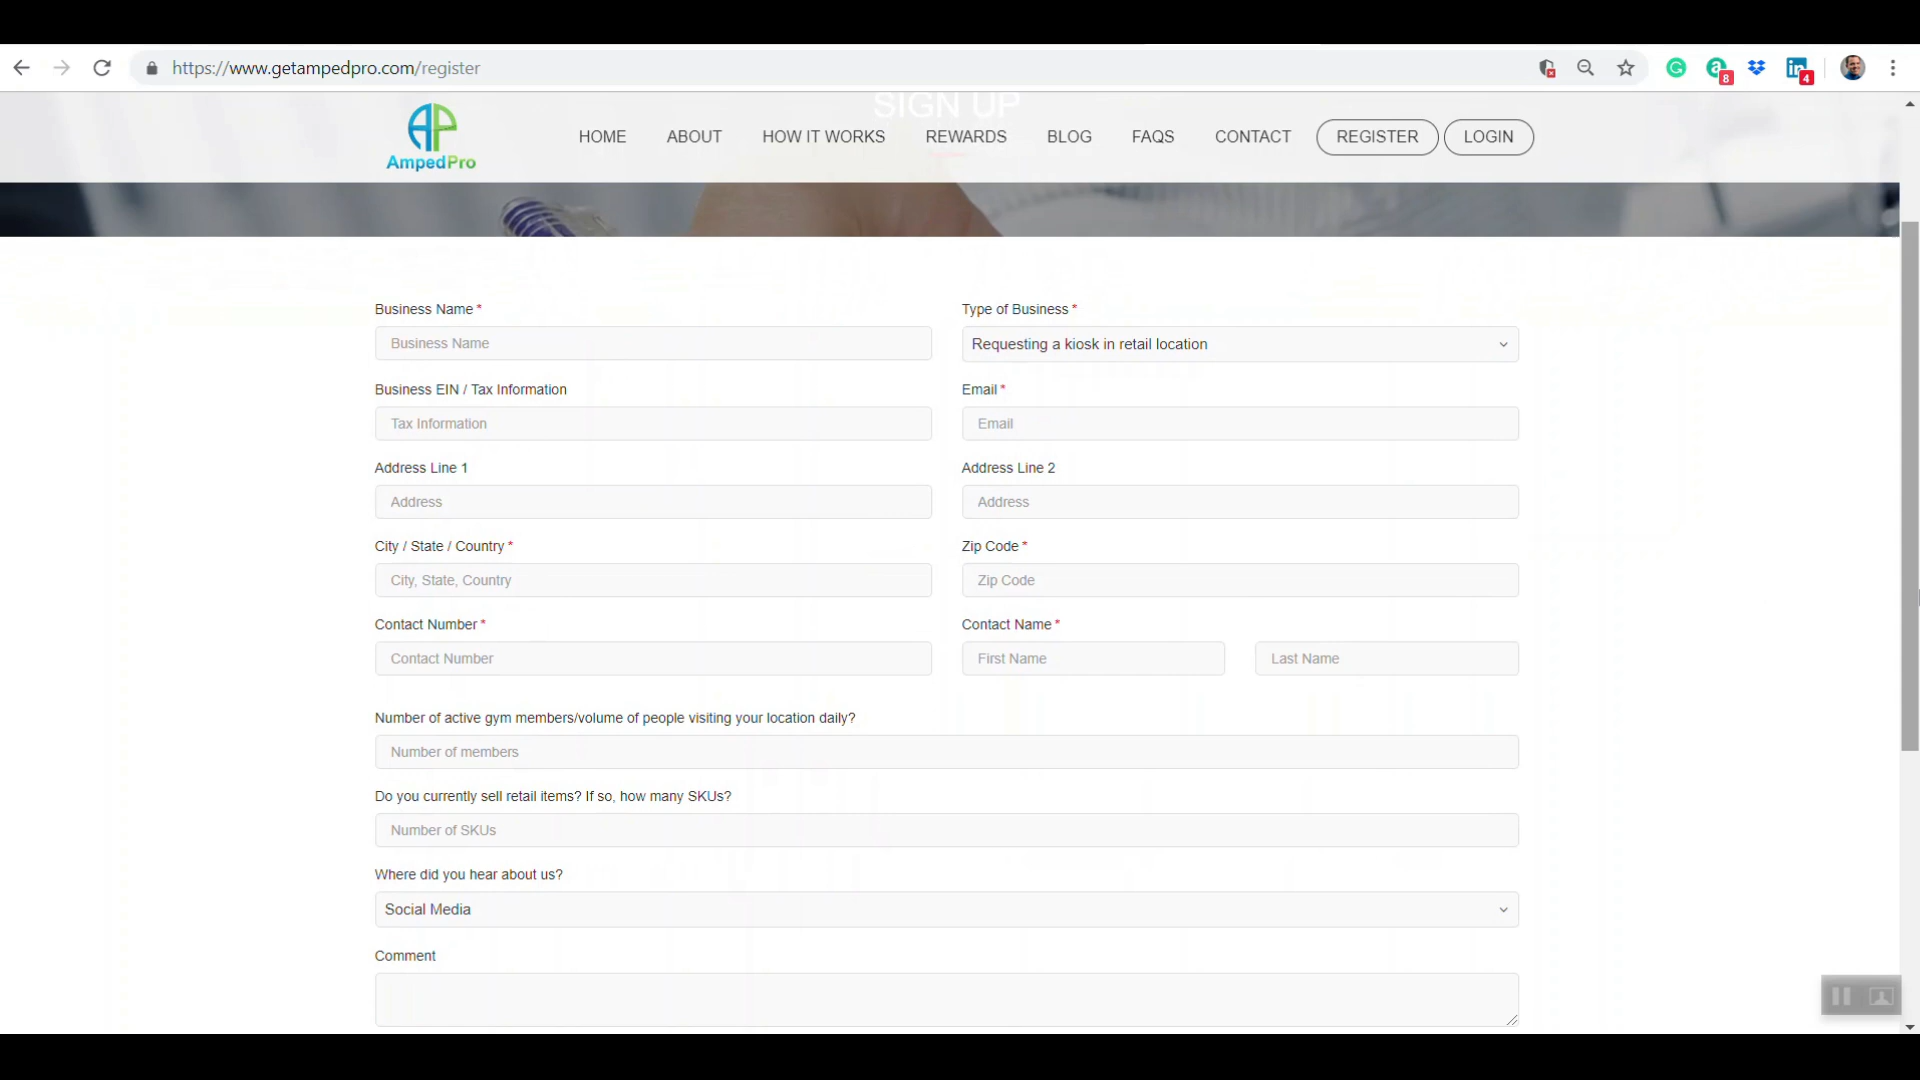 https://www.getampedpro.com/register
8
4
SIGN UP
AP
AmpedPro
HOME ABOUT HOW IT WORKS REWARDS BLOG FAQS CONTACT REGISTER LOGIN
Business Name * Type of Business *
Business Name Requesting a kiosk in retail location
Business EIN / Tax Information Email *
Tax Information Email
Address Line 1 Address Line 2
Address Address
City / State / Country * Zip Code *
City, State, Country Zip Code
Contact Number * Contact Name *
Contact Number First Name Last Name
Number of active gym members/volume of people visiting your location daily?
Number of members
Do you currently sell retail items? If so, how many SKUs?
Number of SKUs
Where did you hear about us?
Social Media
Comment